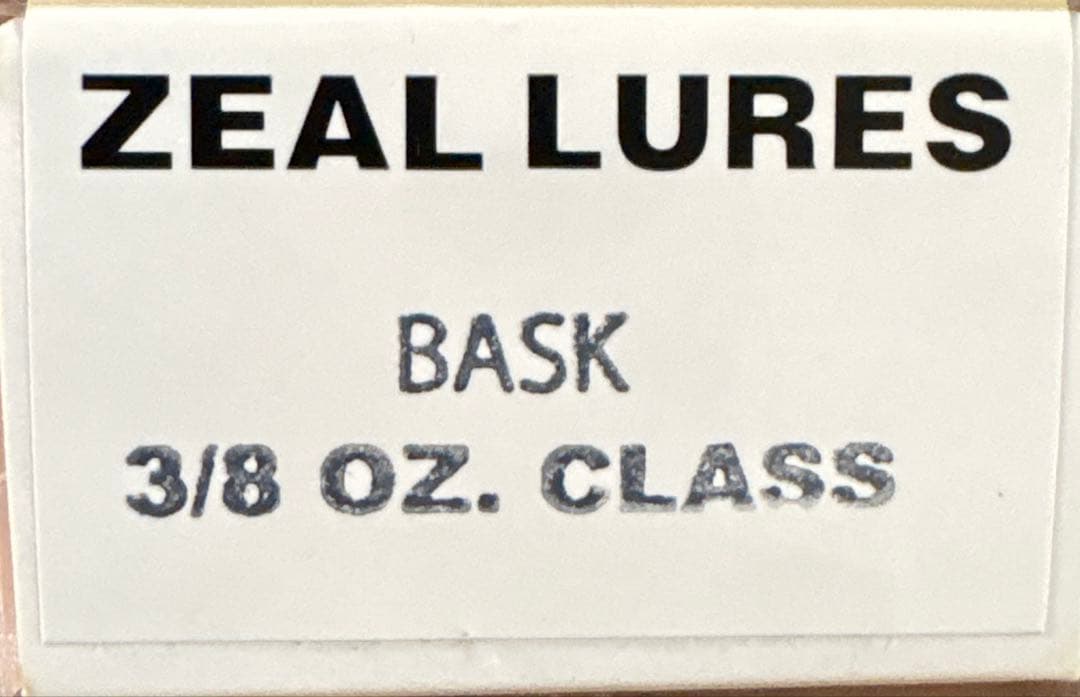 ZEAL LURES
BASK
3/8 OZ. CLASS